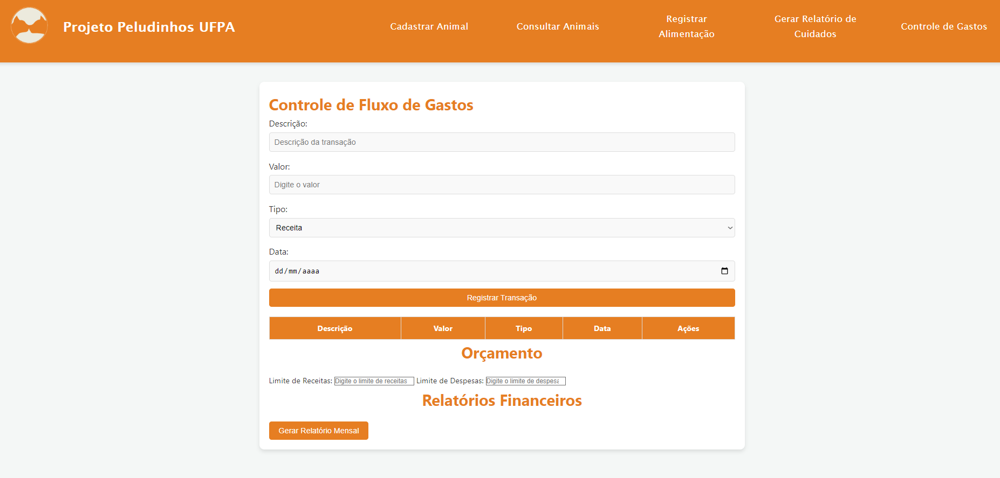 Projeto Peludinhos UFPA
Cadastrar Animal
Consultar Animais
Registrar
Alimentação
Gerar Relatório de
Cuidados
Controle de Gastos
Controle de Fluxo de Gastos
Descrição:
Descrição da transação
Valor:
Digite o valor
Tipo:
Receita
Data:
dd/mm/aaaa
Registrar Transação
Descrição Valor Tipo Data Ações
Orçamento
Limite de Receitas: Digite o limite de receitas Limite de Despesas: Digite o limite de despesa
Relatórios Financeiros
Gerar Relatório Mensal